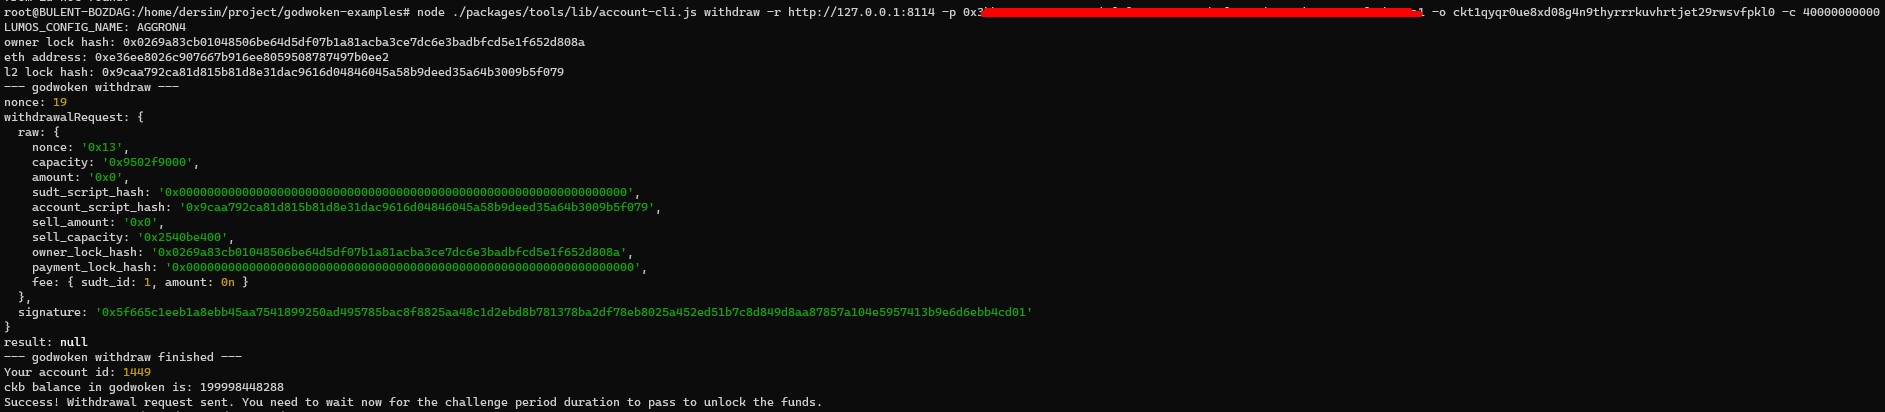 root@BULENT-BOZDAG:/home/dersim/project/godwoken-examples# node ./packages/tools/lib/account-cli.js withdraw -r http://127.0.0.1:8114 -p 0x3 1 -o ckt1qyqr0ue8xd08g4n9thyrrrkuvhrtjet29rwsvfpkl0 -c 40000000000
LUMOS_CONFIG_NAME: AGGRON4
owner lock hash: 0x0269a83cb01048506be64d5df07b1a81acba3ce7dc6e3badbfcd5e1f652d808a
eth address: 0xe36ee8026c907667b916ee8059508787497b0ee2
l2 lock hash: 0x9caa792ca81d815b81d8e31dac9616d04846045a58b9deed35a64b3009b5f079
--- godwoken withdraw ---
nonce: 19
withdrawalRequest: {
raw: {
nonce: '0x13',
capacity: '0x9502f9000',
amount: '0x0',
sudt_script_hash: '0x0000000000000000000000000000000000000000000000000000000000000000',
account_script_hash: '0x9caa792ca81d815b81d8e31dac9616d04846045a58b9deed35a64b3009b5f079',
sell_amount: '0x0',
sell_capacity: '0x2540be400',
owner_lock_hash: '0x0269a83cb01048506be64d5df07b1a81acba3ce7dc6e3badbfcd5e1f652d808a',
payment_lock_hash: '0x0000000000000000000000000000000000000000000000000000000000000000',
fee: { sudt_id: 1, amount: 0n }
},
signature: '0x5f665c1eeb1a8ebb45aa7541899250ad495785bac8f8825aa48c1d2ebd8b781378ba2df78eb8025a452ed51b7c8d849d8aa87857a104e5957413b9e6d6ebb4cd01'
}
result: null
--- godwoken withdraw finished ---
Your account id: 1449
ckb balance in godwoken is: 199998448288
Success! Withdrawal request sent. You need to wait now for the challenge period duration to pass to unlock the funds.